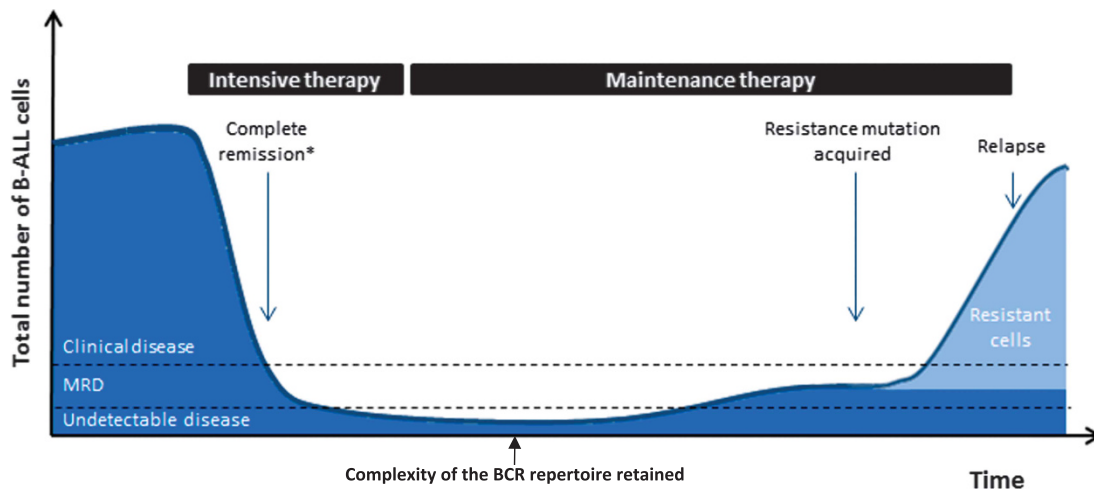 Total number of B-ALL cells
Intensive therapy
Maintenance therapy
Complete
remission*
Resistance mutation
acquired
Relapse
Resistant
cells
Clinical disease
MRD
Undetectable disease
Complexity of the BCR repertoire retained
Time